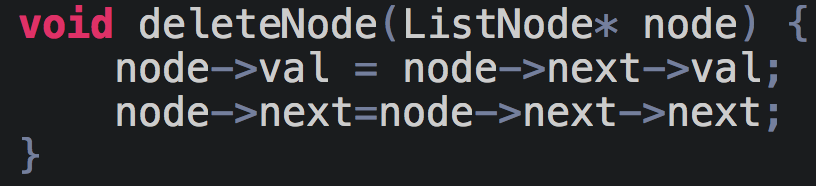 void deleteNode(ListNode* node) {
    node->val = node->next->val;
    node->next=node->next->next;
}